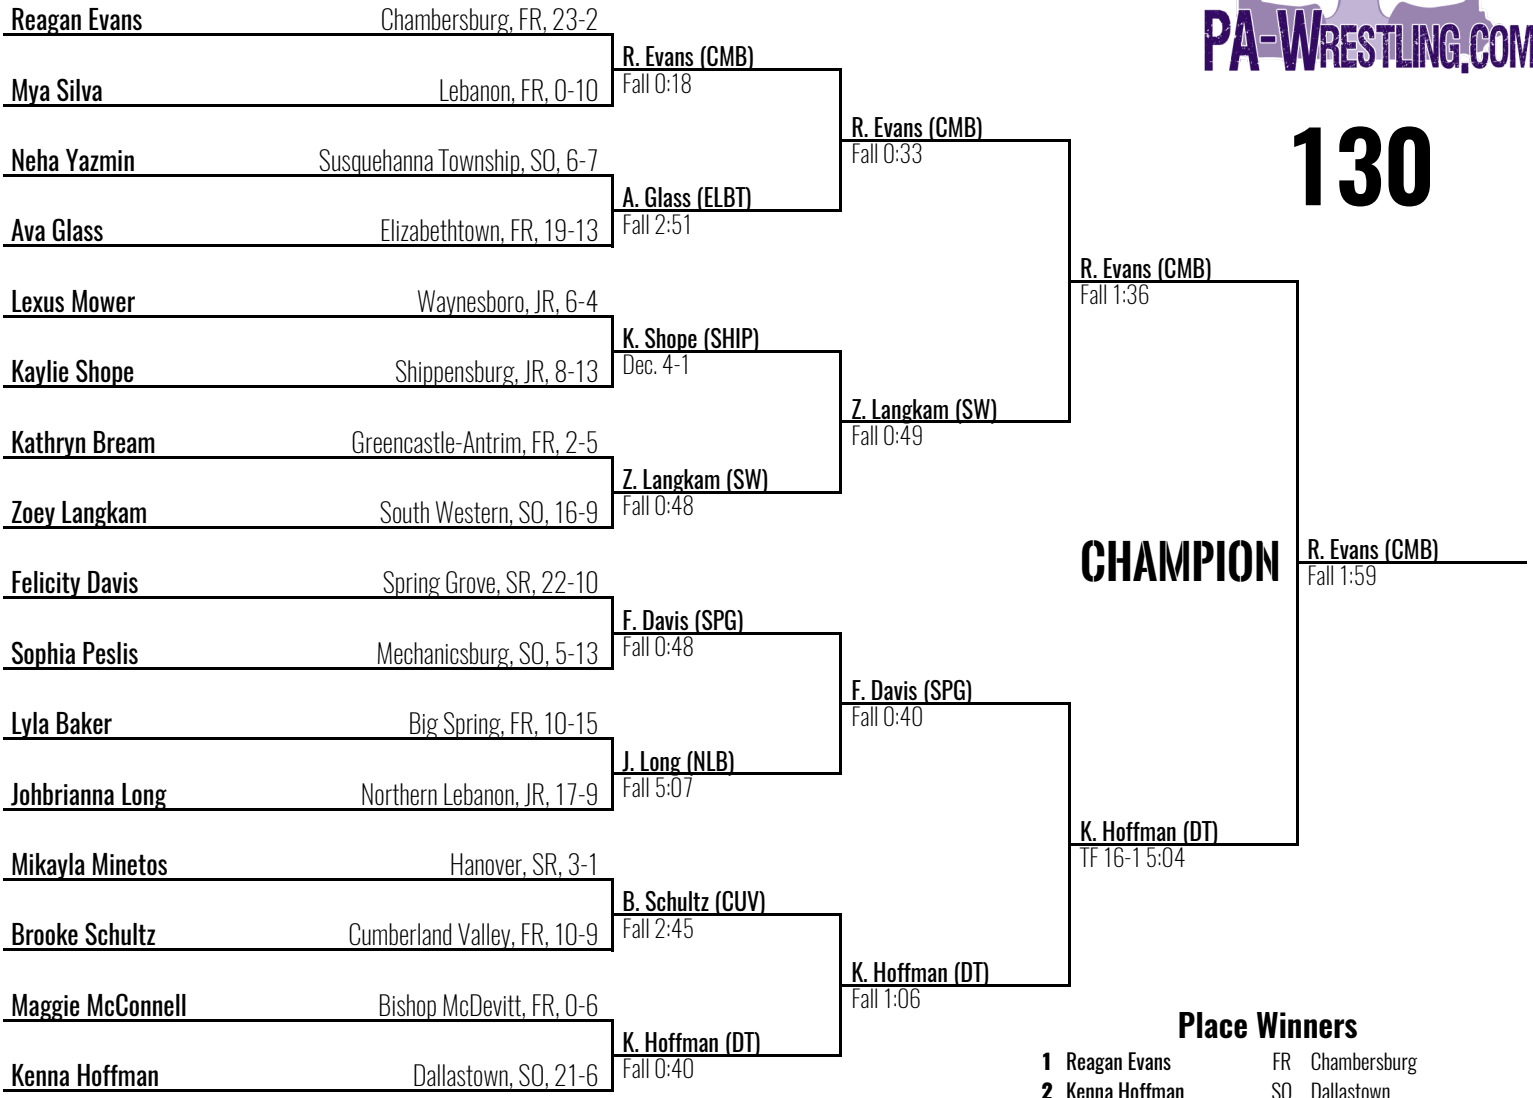 PA-WRESTLING.COM
130
Reagan Evans Chambersburg, FR, 23-2
R. Evans (CMB)
Fall 0:18
Mya Silva Lebanon, FR, 0-10
R. Evans (CMB)
Fall 0:33
Neha Yazmin Susquehanna Township, SO, 6-7
A. Glass (ELBT)
Fall 2:51
Ava Glass Elizabethtown, FR, 19-13
R. Evans (CMB)
Fall 1:36
Lexus Mower Waynesboro, JR, 6-4
K. Shope (SHIP)
Dec. 4-1
Kaylie Shope Shippensburg, JR, 8-13
Z. Langkam (SW)
Fall 0:49
Kathryn Bream Greencastle-Antrim, FR, 2-5
Z. Langkam (SW)
Fall 0:48
Zoey Langkam South Western, SO, 16-9
CHAMPION
R. Evans (CMB)
Fall 1:59
Felicity Davis Spring Grove, SR, 22-10
F. Davis (SPG)
Fall 0:48
Sophia Peslis Mechanicsburg, SO, 5-13
F. Davis (SPG)
Fall 0:40
Lyla Baker Big Spring, FR, 10-15
J. Long (NLB)
Fall 5:07
Johbrianna Long Northern Lebanon, JR, 17-9
K. Hoffman (DT)
TF 16-1 5:04
Mikayla Minetos Hanover, SR, 3-1
B. Schultz (CUV)
Fall 2:45
Brooke Schultz Cumberland Valley, FR, 10-9
K. Hoffman (DT)
Fall 1:06
Maggie McConnell Bishop McDevitt, FR, 0-6
K. Hoffman (DT)
Fall 0:40
Kenna Hoffman Dallastown, SO, 21-6
Place Winners
1 Reagan Evans FR Chambersburg
2 Kenna Hoffman SO Dallastown